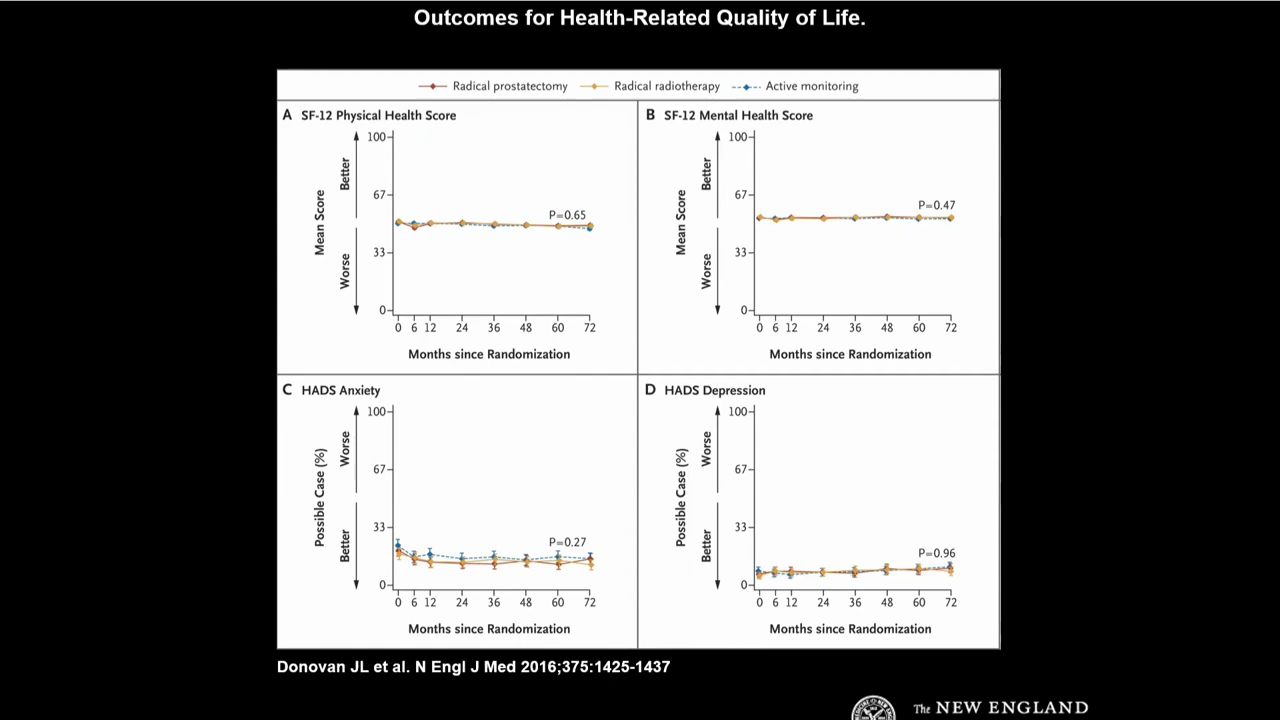 Outcomes for Health-Related Quality of Life.
Radical prostatectomy Radical radiotherapy Active monitoring
A SF-12 Physical Health Score
100
67
33
0
Mean Score
Better
Worse
P=0.65
0 6 12 24 36 48 60 72
Months since Randomization
B SF-12 Mental Health Score
100
67
33
0
Mean Score
Better
Worse
P=0.47
0 6 12 24 36 48 60 72
Months since Randomization
C HADS Anxiety
100
67
33
0
Possible Case (%)
Worse
Better
P=0.27
0 6 12 24 36 48 60 72
Months since Randomization
D HADS Depression
100
67
33
0
Possible Case (%)
Worse
Better
P=0.96
0 6 12 24 36 48 60 72
Months since Randomization
Donovan JL et al. N Engl J Med 2016;375:1425-1437
The NEW ENGLAND